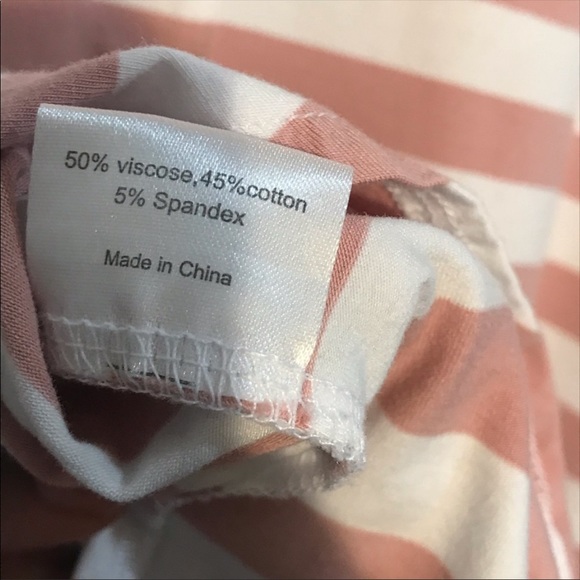 50% viscose,45%cotton
5% Spandex
Made in China